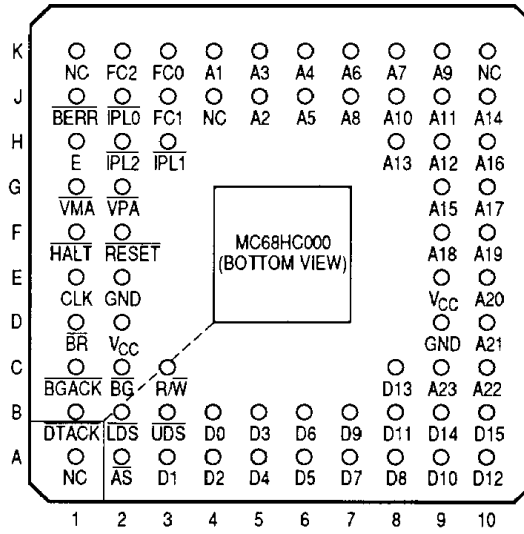 K
NC FC2 FC0 A1 A3 A4 A6 A7 A9 NC
J
BERR IPL0 FC1 NC A2 A5 A8 A10 A11 A14
H
E IPL2 IPL1 A13 A12 A16
G
VMA VPA A15 A17
F
MC68HC000
(BOTTOM VIEW)
HALT RESET A18 A19
E
CLK GND VCC A20
D
BR VCC GND A21
C
BGACK BG R/W D13 A23 A22
B
DTACK LDS UDS D0 D3 D6 D9 D11 D14 D15
A
NC AS D1 D2 D4 D5 D7 D8 D10 D12
1 2 3 4 5 6 7 8 9 10